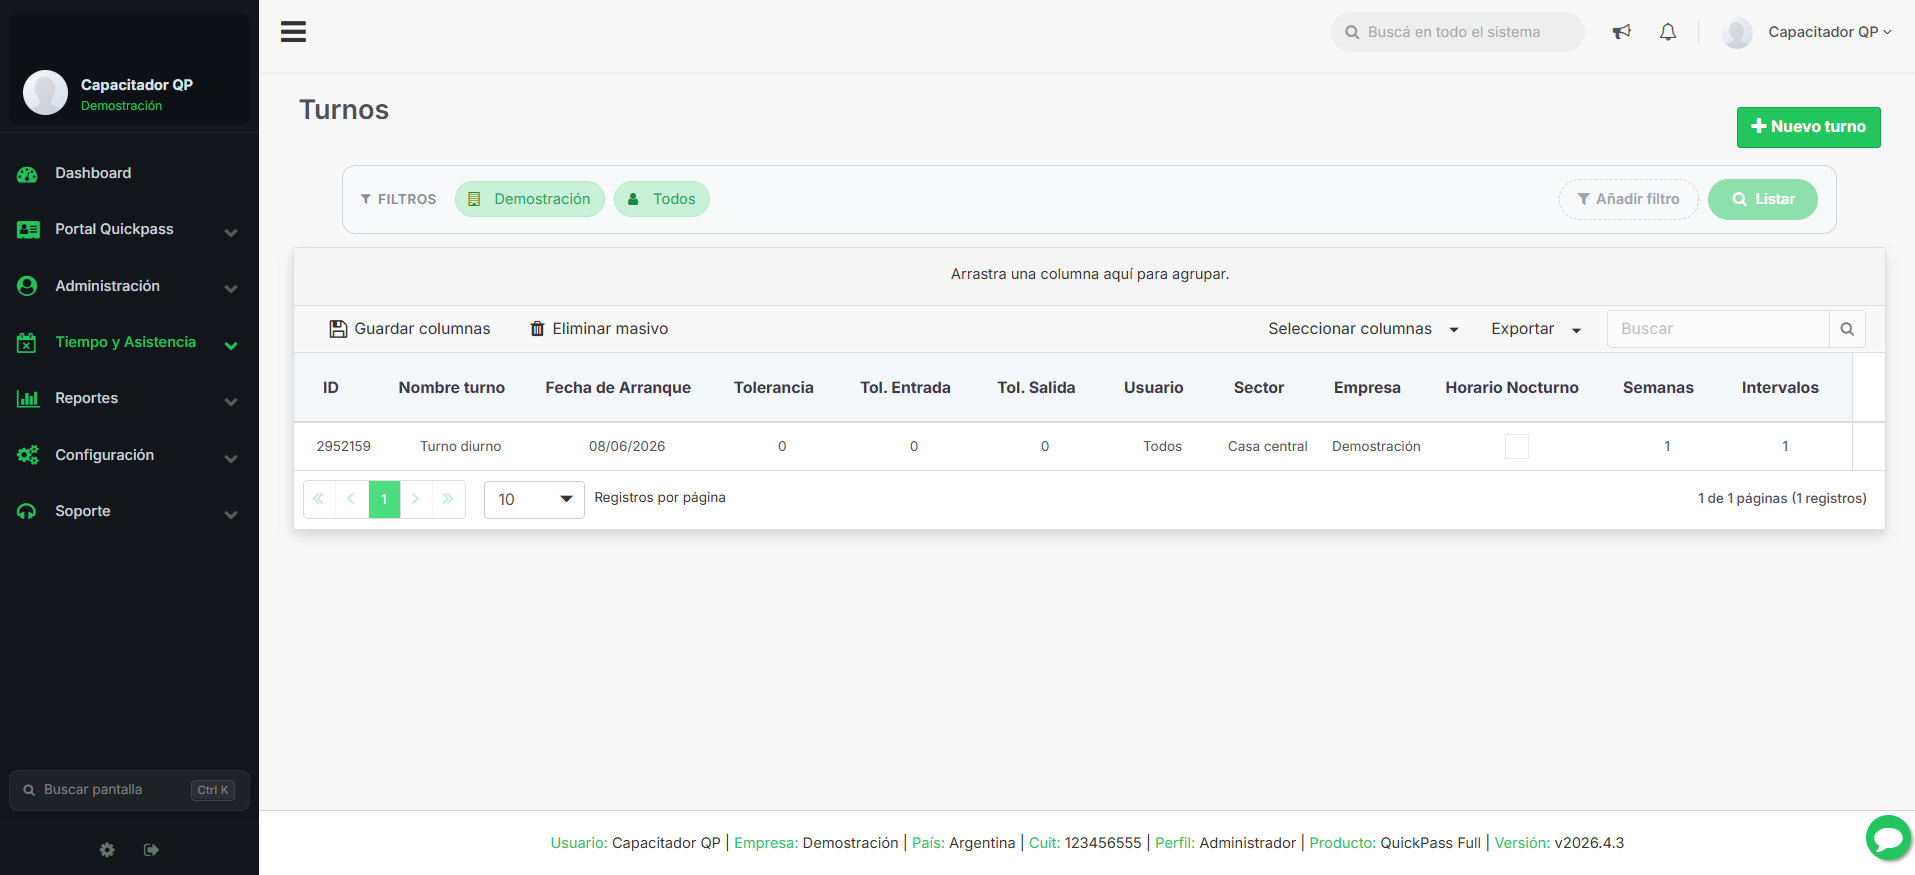 Capacitador QP
Demostración
Dashboard
Portal Quickpass
Administración
Tiempo y Asistencia
Reportes
Configuración
Soporte
Buscar pantalla Ctrl K
Buscá en todo el sistema
Capacitador QP
Turnos
Nuevo turno
FILTROS Demostración Todos Añadir filtro Listar
Arrastra una columna aquí para agrupar.
Guardar columnas Eliminar masivo Seleccionar columnas Exportar Buscar
ID Nombre turno Fecha de Arranque Tolerancia Tol. Entrada Tol. Salida Usuario Sector Empresa Horario Nocturno Semanas Intervalos
2952159 Turno diurno 08/06/2026 0 0 0 Todos Casa central Demostración 1 1
« ‹ 1 › » 10 Registros por página 1 de 1 páginas (1 registros)
Usuario: Capacitador QP | Empresa: Demostración | País: Argentina | Cuit: 123456555 | Perfil: Administrador | Producto: QuickPass Full | Versión: v2026.4.3